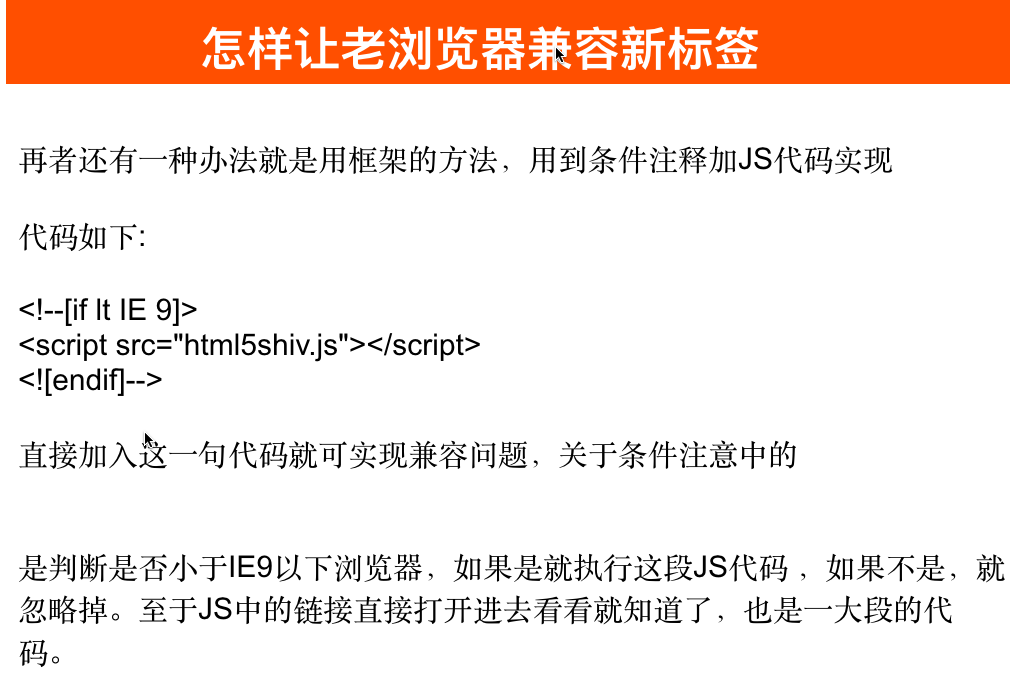 怎样让老浏览器兼容新标签
再者还有一种办法就是用框架的方法，用到条件注释加JS代码实现
代码如下:
<!--[if lt IE 9]>
<script src="html5shiv.js"></script>
<![endif]-->
直接加入这一句代码就可实现兼容问题，关于条件注意中的
是判断是否小于IE9以下浏览器，如果是就执行这段JS代码 ，如果不是，就
忽略掉。至于JS中的链接直接打开进去看看就知道了，也是一大段的代
码。